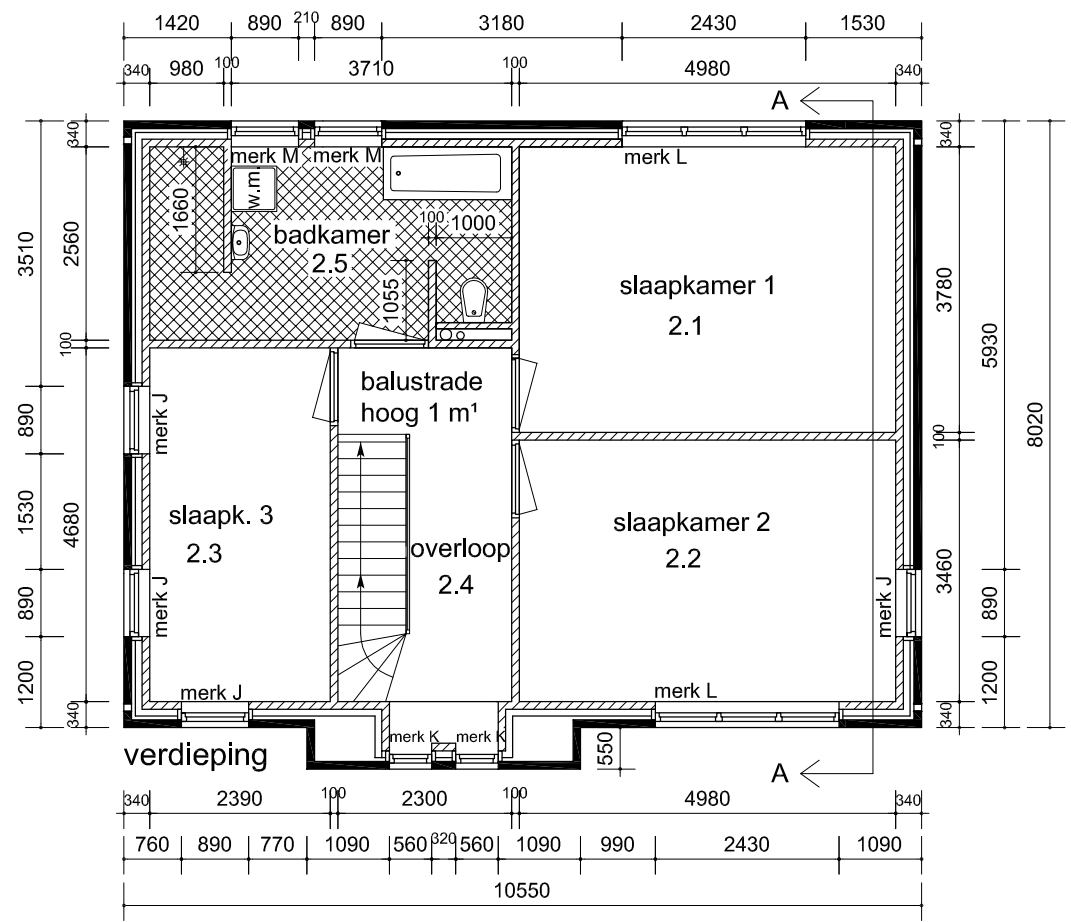 1420 890 210 890 3180 2430 1530
340 980 100 3710 100 4980 340
A
340
340
merk M merk M merk L
w.m.
1660
100 1000
badkamer
2.5
1055
3510
2560
slaapkamer 1
2.1
3780
5930
8020
100
balustrade
hoog 1 m¹
890
merk J
100
1530
4680
slaapk. 3
2.3
overloop
2.4
slaapkamer 2
2.2
3460
890
merk J
merk J
890
1200
1200
merk J
merk L
340
340
merk K merk K
550
verdieping
A
340 2390 100 2300 100 4980 340
760 890 770 1090 560 320 560 1090 990 2430 1090
10550